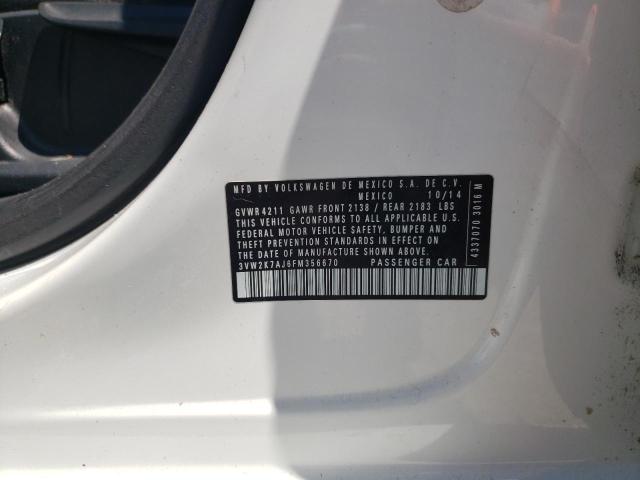 MFD BY VOLKSWAGEN DE MEXICO S.A. DE C.V.
MEXICO 10/14
GVWR 4211 GAWR FRONT 2138 / REAR 2183 LBS
THIS VEHICLE CONFORMS TO ALL APPLICABLE U.S.
FEDERAL MOTOR VEHICLE SAFETY, BUMPER AND
THEFT PREVENTION STANDARDS IN EFFECT ON
THE DATE OF MANUFACTURE SHOWN ABOVE.
3VW2K7AJ6FM356670 PASSENGER CAR
4337070 3016 M